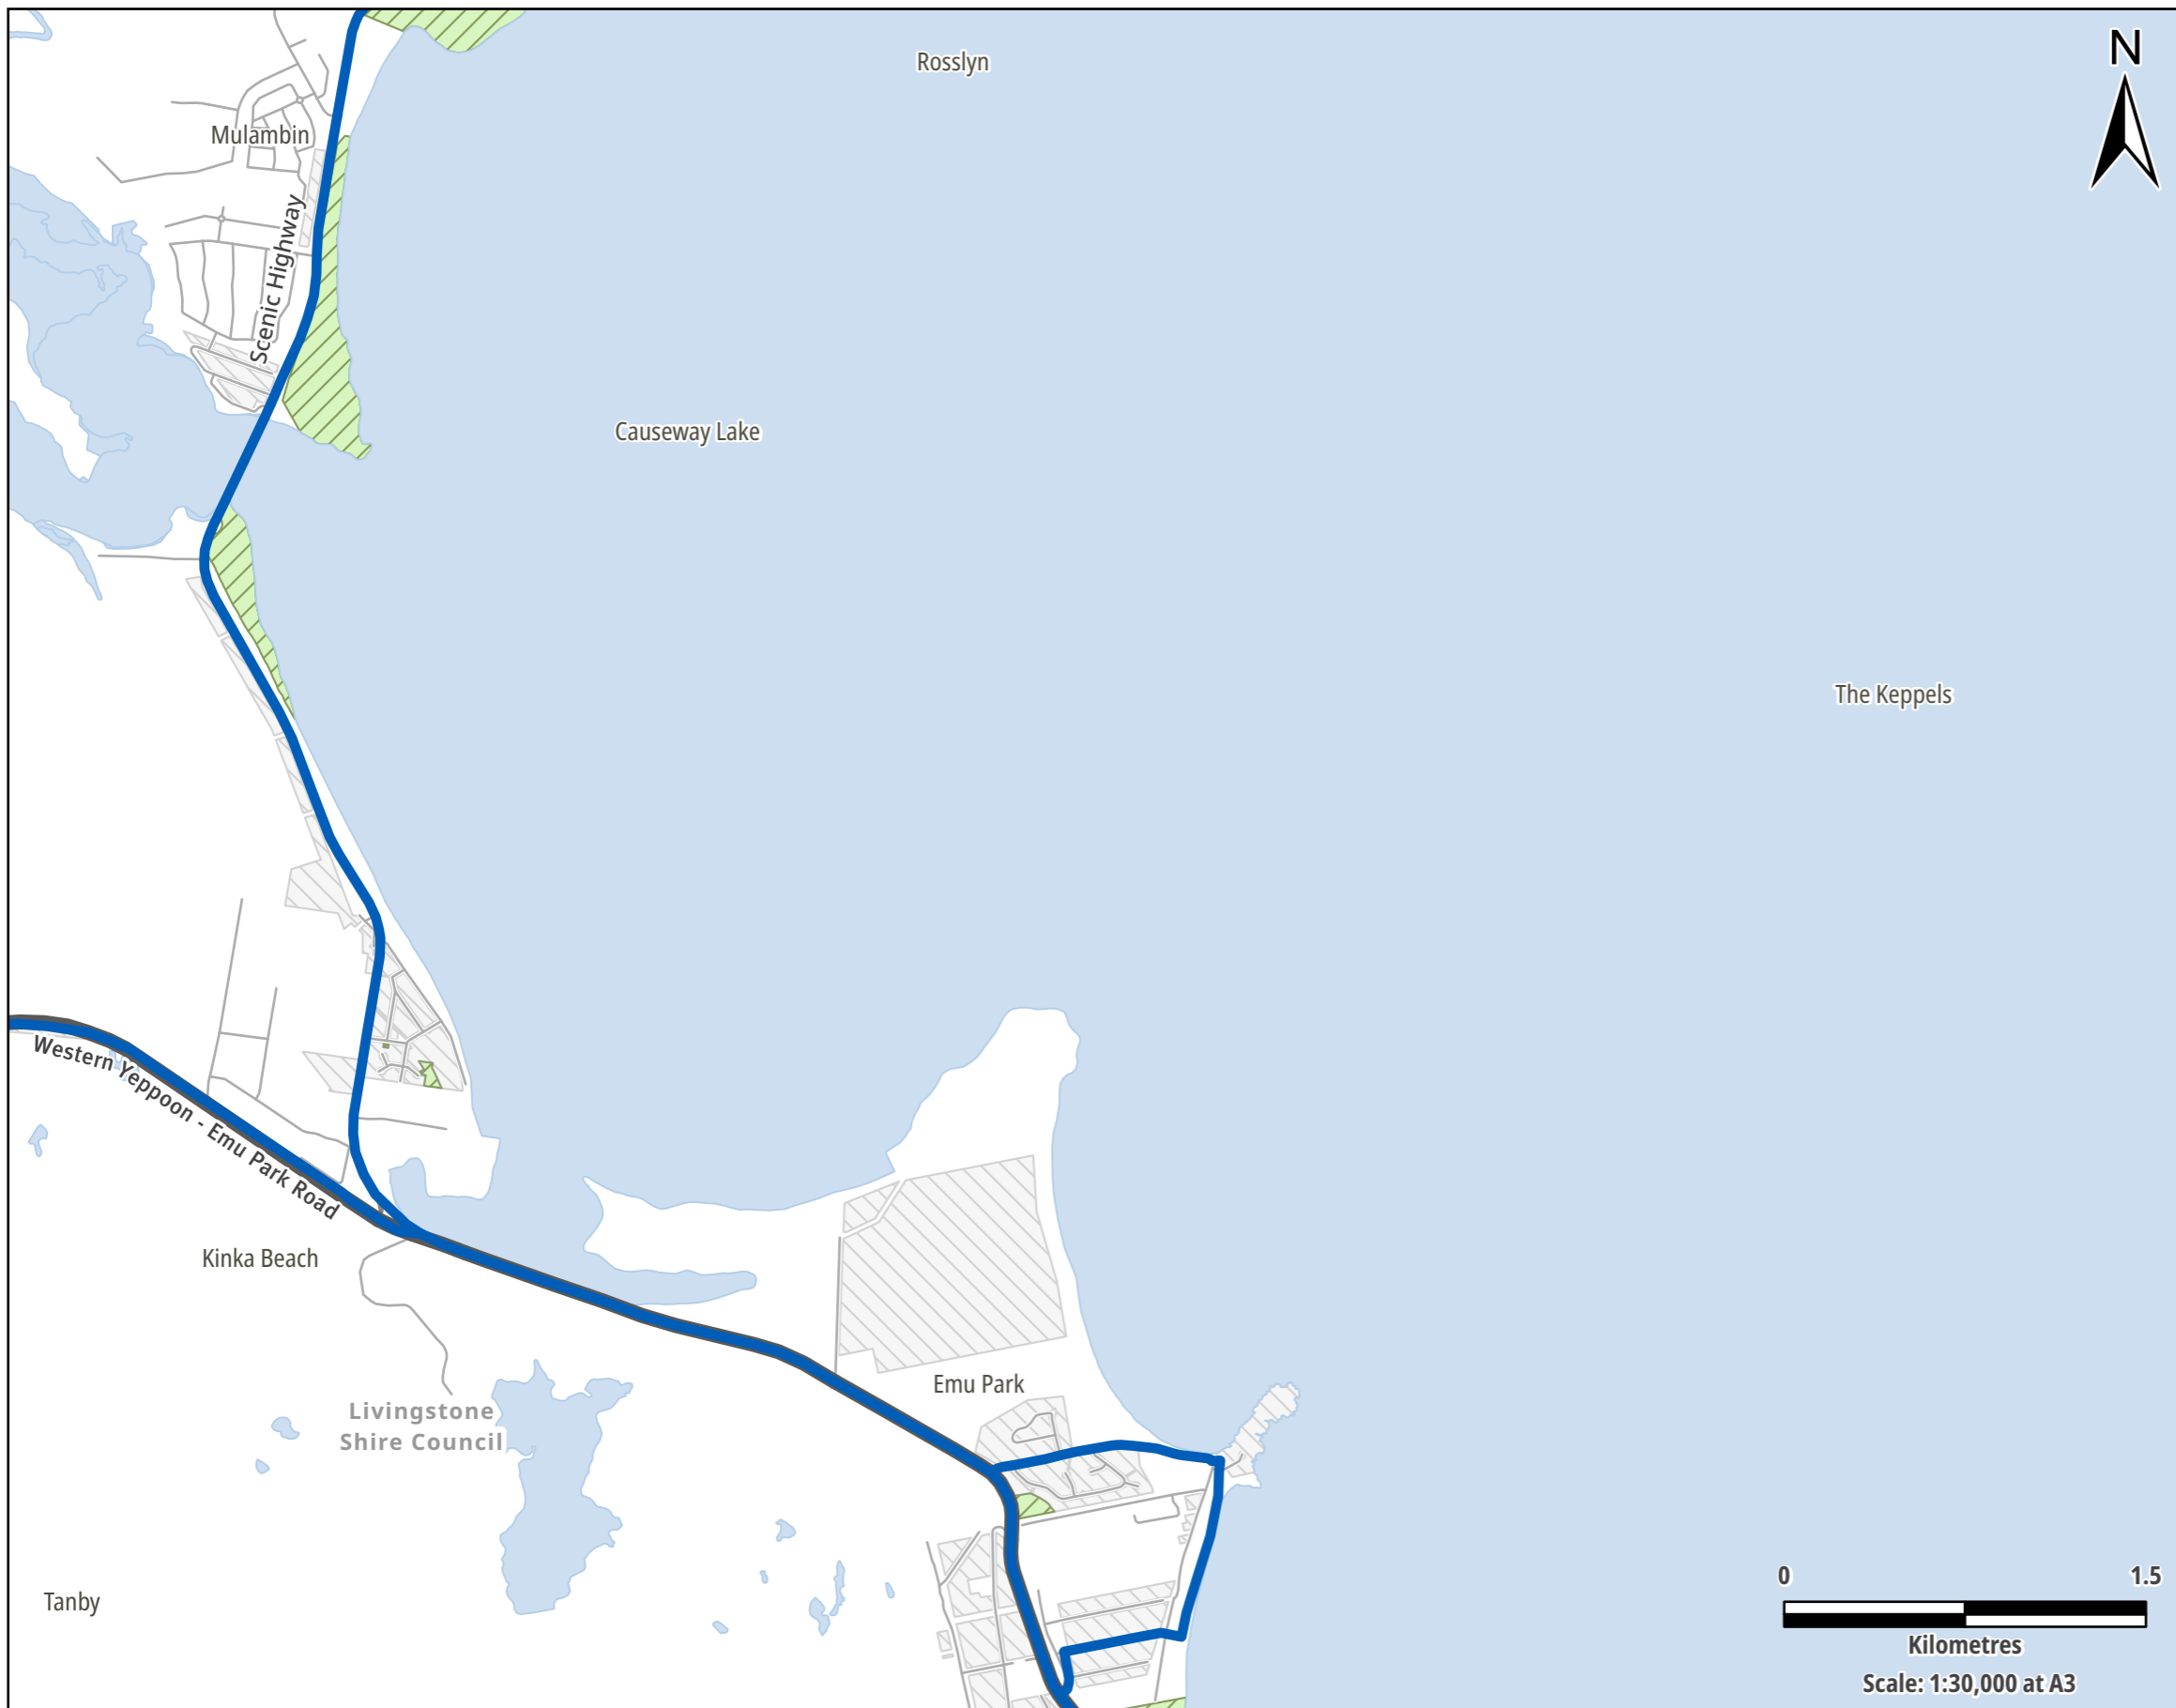 N
Rosslyn
Mulambin
Scenic Highway
Causeway Lake
The Keppels
Western Yeppoon - Emu Park Road
Kinka Beach
Emu Park
Livingstone
Shire Council
Tanby
0 1.5
Kilometres
Scale: 1:30,000 at A3